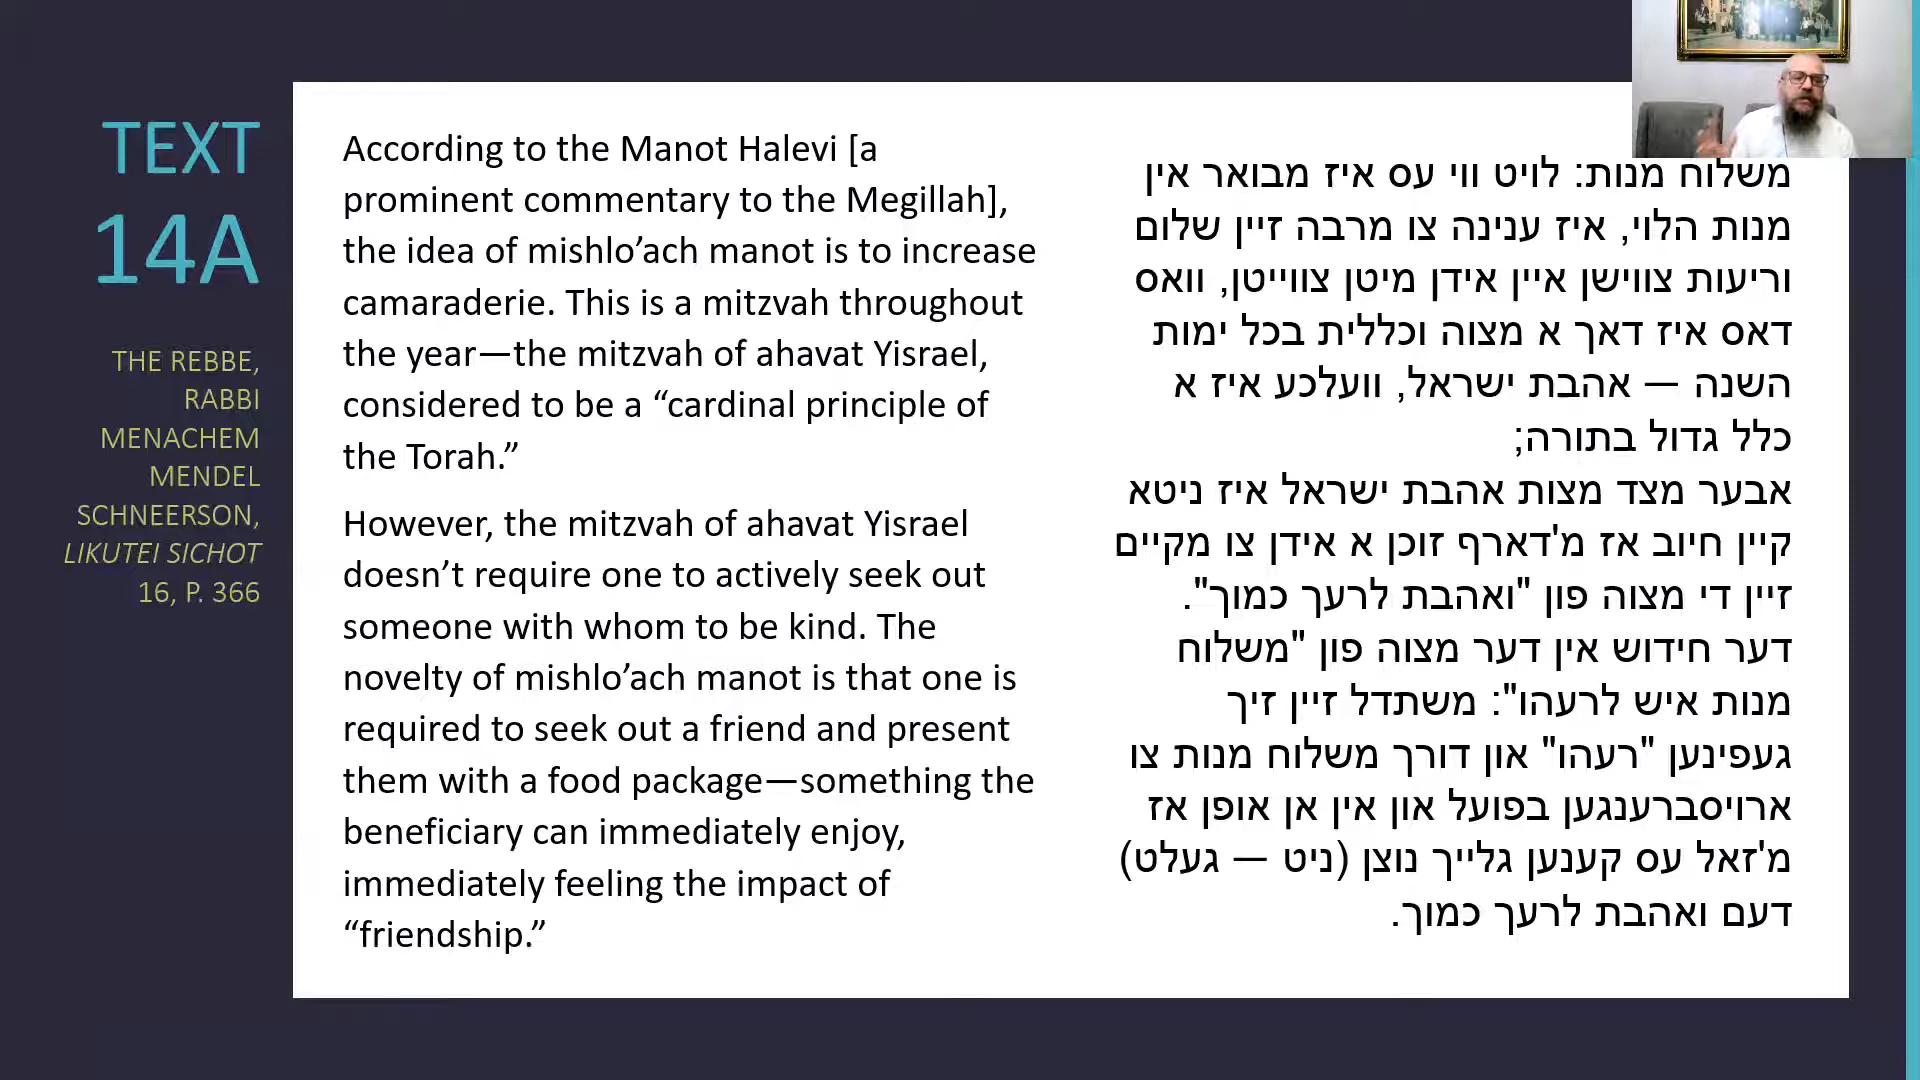 TEXT
14A
THE REBBE,
RABBI
MENACHEM
MENDEL
SCHNEERSON,
LIKUTEI SICHOT
16, P. 366
According to the Manot Halevi [a
prominent commentary to the Megillah],
the idea of mishlo’ach manot is to increase
camaraderie. This is a mitzvah throughout
the year—the mitzvah of ahavat Yisrael,
considered to be a “cardinal principle of
the Torah.”
However, the mitzvah of ahavat Yisrael
doesn’t require one to actively seek out
someone with whom to be kind. The
novelty of mishlo’ach manot is that one is
required to seek out a friend and present
them with a food package—something the
beneficiary can immediately enjoy,
immediately feeling the impact of
“friendship.”
משלוח מנות: לויט ווי עס איז מבואר אין
מנות הלוי, איז ענינה צו מרבה זיין שלום
וריעות צווישן איין אידן מיטן צווייטן, וואס
דאס איז דאך א מצוה וכללית בכל ימות
השנה — אהבת ישראל, וועלכע איז א
כלל גדול בתורה;
אבער מצד מצות אהבת ישראל איז ניטא
קיין חיוב אז מ'דארף זוכן א אידן צו מקיים
זיין די מצוה פון "ואהבת לרעך כמוך".
דער חידוש אין דער מצוה פון "משלוח
מנות איש לרעהו": משתדל זיין זיך
געפינען "רעהו" און דורך משלוח מנות צו
ארויסברענגען בפועל און אין אן אופן אז
מ'זאל עס קענען גלייך נוצן (ניט — געלט)
דעם ואהבת לרעך כמוך.